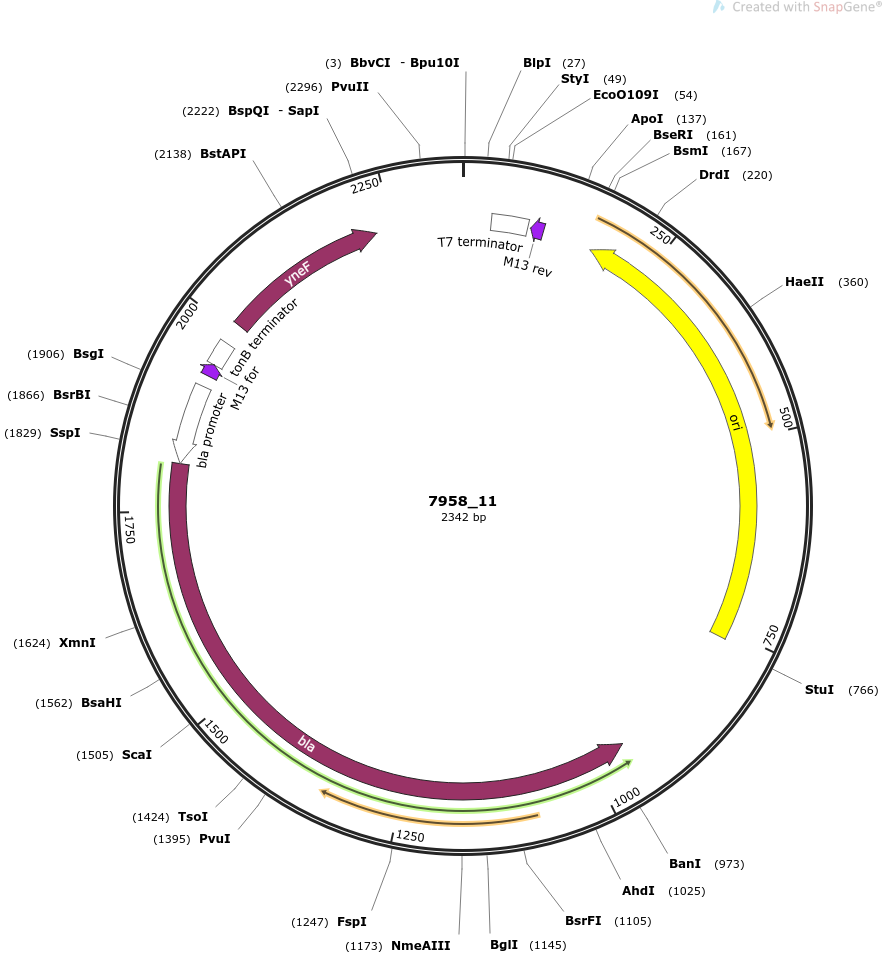 Created with SnapGene®
(3) BbvCI - Bpu10I
BlpI (27)
StyI (49)
(2296) PvuII
EcoO109I (54)
(2222) BspQI - SapI
ApoI (137)
BseRI (161)
(2138) BstAPI
BsmI (167)
DrdI (220)
2250
250
T7 terminator
M13 rev
yneF
HaeII (360)
2000
tonB terminator
(1906) BsgI
M13 for
(1866) BsrBI
bla promoter
500
ori
(1829) SspI
7958_11
2342 bp
1750
750
(1624) XmnI
StuI (766)
(1562) BsaHI
1500
(1505) ScaI
bla
1000
(1424) TsoI
(1395) PvuI
1250
BanI (973)
AhdI (1025)
(1247) FspI
BsrFI (1105)
(1173) NmeAIII
BglI (1145)